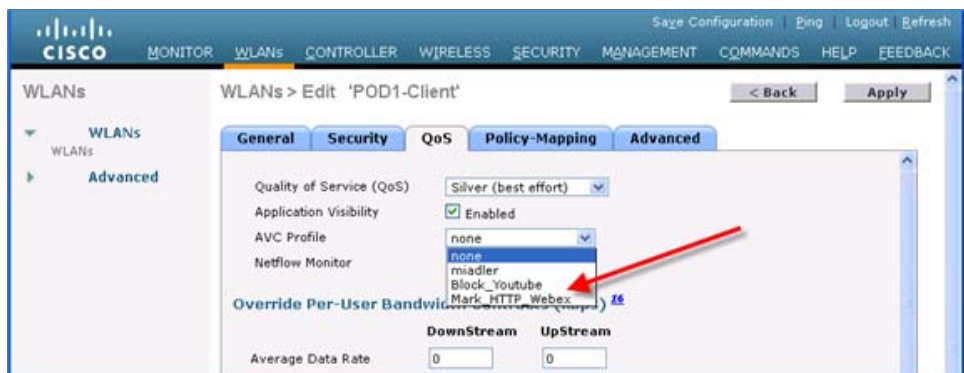 Save Configuration Ping Logout Refresh
CISCO MONITOR WLANs CONTROLLER WIRELESS SECURITY MANAGEMENT COMMANDS HELP FEEDBACK
WLANs
WLANs > Edit 'POD1-Client'
< Back
Apply
WLANs
WLANs
Advanced
General Security QoS Policy-Mapping Advanced
Quality of Service (QoS) Silver (best effort)
Application Visibility Enabled
AVC Profile none
none
Netflow Monitor
miadler
Block_Youtube
Mark_HTTP_Webex
Override Per-User 16
DownStream UpStream
Average Data Rate 0 0